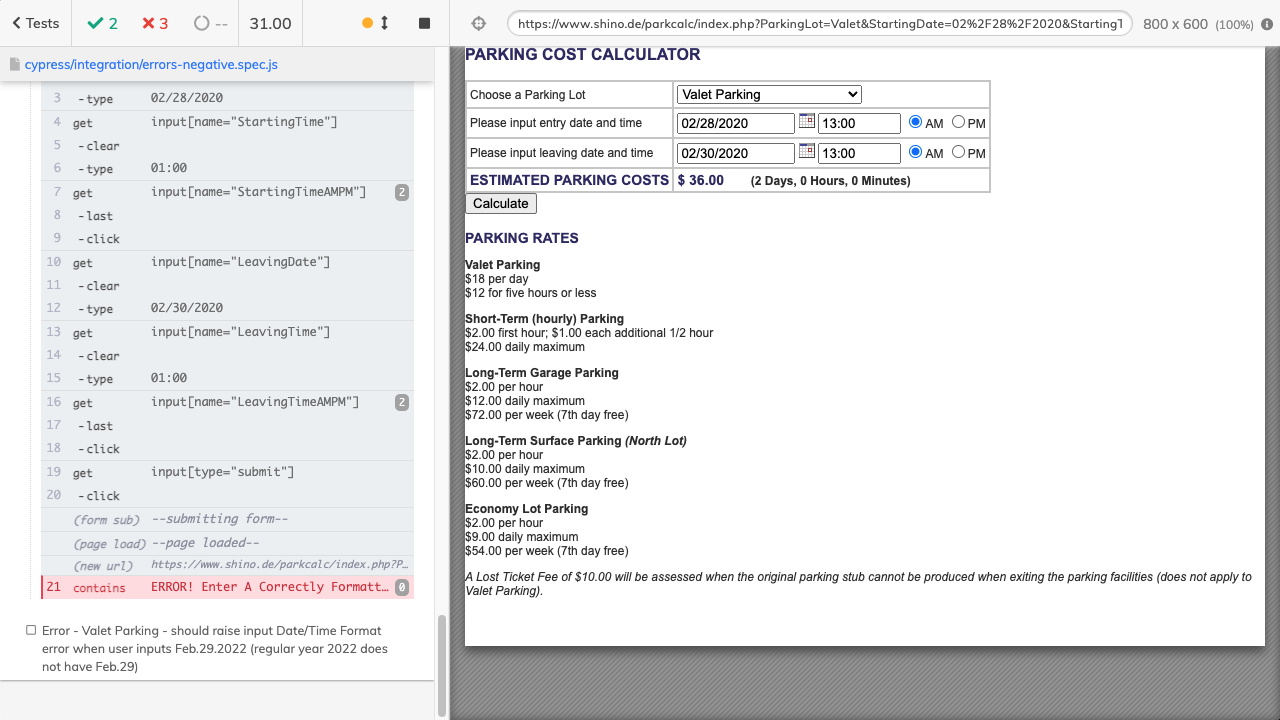 Tests
2
3
--
31.00
https://www.shino.de/parkcalc/index.php?ParkingLot=Valet&StartingDate=02%2F28%2F2020&StartingT
800 x 600 (100%)
cypress/integration/errors-negative.spec.js
3 -type 02/28/2020
4 get input[name="StartingTime"]
5 -clear
6 -type 01:00
7 get input[name="StartingTimeAMPM"] 2
8 -last
9 -click
10 get input[name="LeavingDate"]
11 -clear
12 -type 02/30/2020
13 get input[name="LeavingTime"]
14 -clear
15 -type 01:00
16 get input[name="LeavingTimeAMPM"] 2
17 -last
18 -click
19 get input[type="submit"]
20 -click
(form sub) --submitting form--
(page load) --page loaded--
(new url) https://www.shino.de/parkcalc/index.php?P…
21 contains ERROR! Enter A Correctly Formatt… 0
Error - Valet Parking - should raise input Date/Time Format
error when user inputs Feb.29.2022 (regular year 2022 does
not have Feb.29)
PARKING COST CALCULATOR
Choose a Parking Lot Valet Parking
Please input entry date and time 02/28/2020 13:00 AM PM
Please input leaving date and time 02/30/2020 13:00 AM PM
ESTIMATED PARKING COSTS $ 36.00 (2 Days, 0 Hours, 0 Minutes)
Calculate
PARKING RATES
Valet Parking
$18 per day
$12 for five hours or less
Short-Term (hourly) Parking
$2.00 first hour; $1.00 each additional 1/2 hour
$24.00 daily maximum
Long-Term Garage Parking
$2.00 per hour
$12.00 daily maximum
$72.00 per week (7th day free)
Long-Term Surface Parking (North Lot)
$2.00 per hour
$10.00 daily maximum
$60.00 per week (7th day free)
Economy Lot Parking
$2.00 per hour
$9.00 daily maximum
$54.00 per week (7th day free)
A Lost Ticket Fee of $10.00 will be assessed when the original parking stub cannot be produced when exiting the parking facilities (does not apply to
Valet Parking).